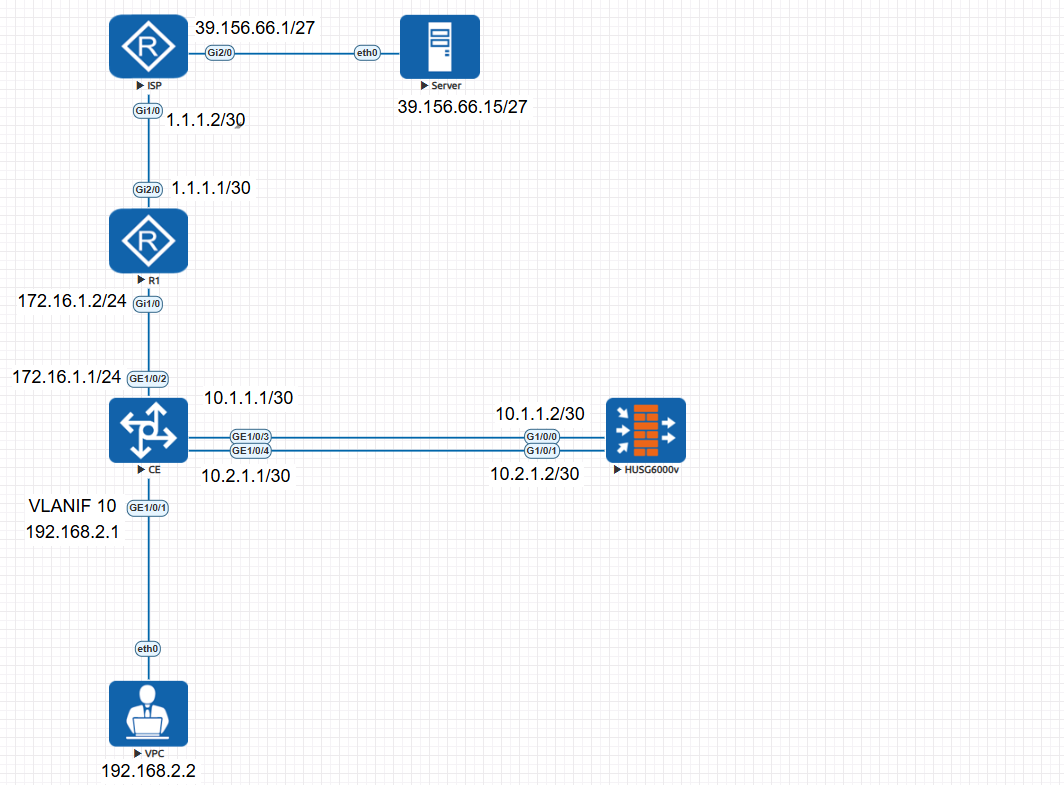 39.156.66.1/27
Gi2/0
eth0
R
ISP
Server
39.156.66.15/27
Gi1/0
1.1.1.2/30
Gi2/0
1.1.1.1/30
R
R1
172.16.1.2/24
Gi1/0
172.16.1.1/24
GE1/0/2
10.1.1.1/30
10.1.1.2/30
GE1/0/3
G1/0/0
GE1/0/4
G1/0/1
CE
HUSG6000v
10.2.1.1/30
10.2.1.2/30
VLANIF 10
GE1/0/1
192.168.2.1
eth0
VPC
192.168.2.2